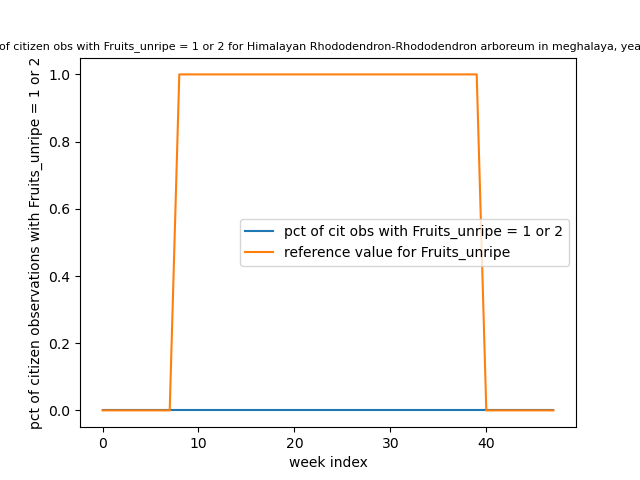 of citizen obs with Fruits_unripe = 1 or 2 for Himalayan Rhododendron-Rhododendron arboreum in meghalaya, yea
pct of citizen observations with Fruits_unripe = 1 or 2
1.0
0.8
0.6
0.4
0.2
0.0
pct of cit obs with Fruits_unripe = 1 or 2
reference value for Fruits_unripe
0 10 20 30 40
week index